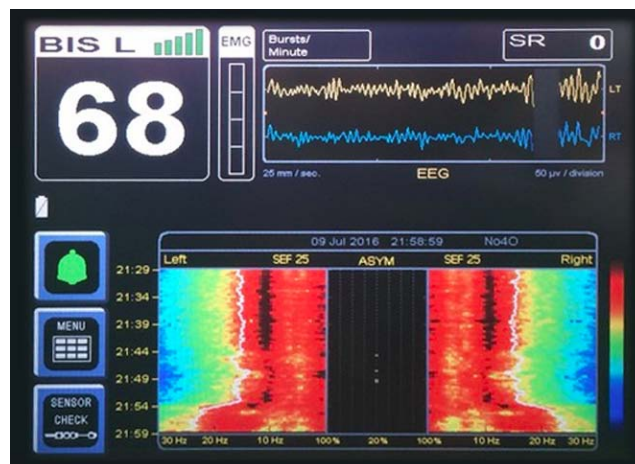 BIS L
EMG
Bursts/
Minute
SR 0
68
LT
RT
25 mm / sec.
EEG
50 µv / division
09 Jul 2016 21:58:59 No4O
Left SEF 25 ASYM SEF 25 Right
21:29
21:34
21:39
21:44
21:49
21:54
21:59
MENU
SENSOR
CHECK
30 Hz 20 Hz 10 Hz 100% 20% 100% 10 Hz 20 Hz 30 Hz